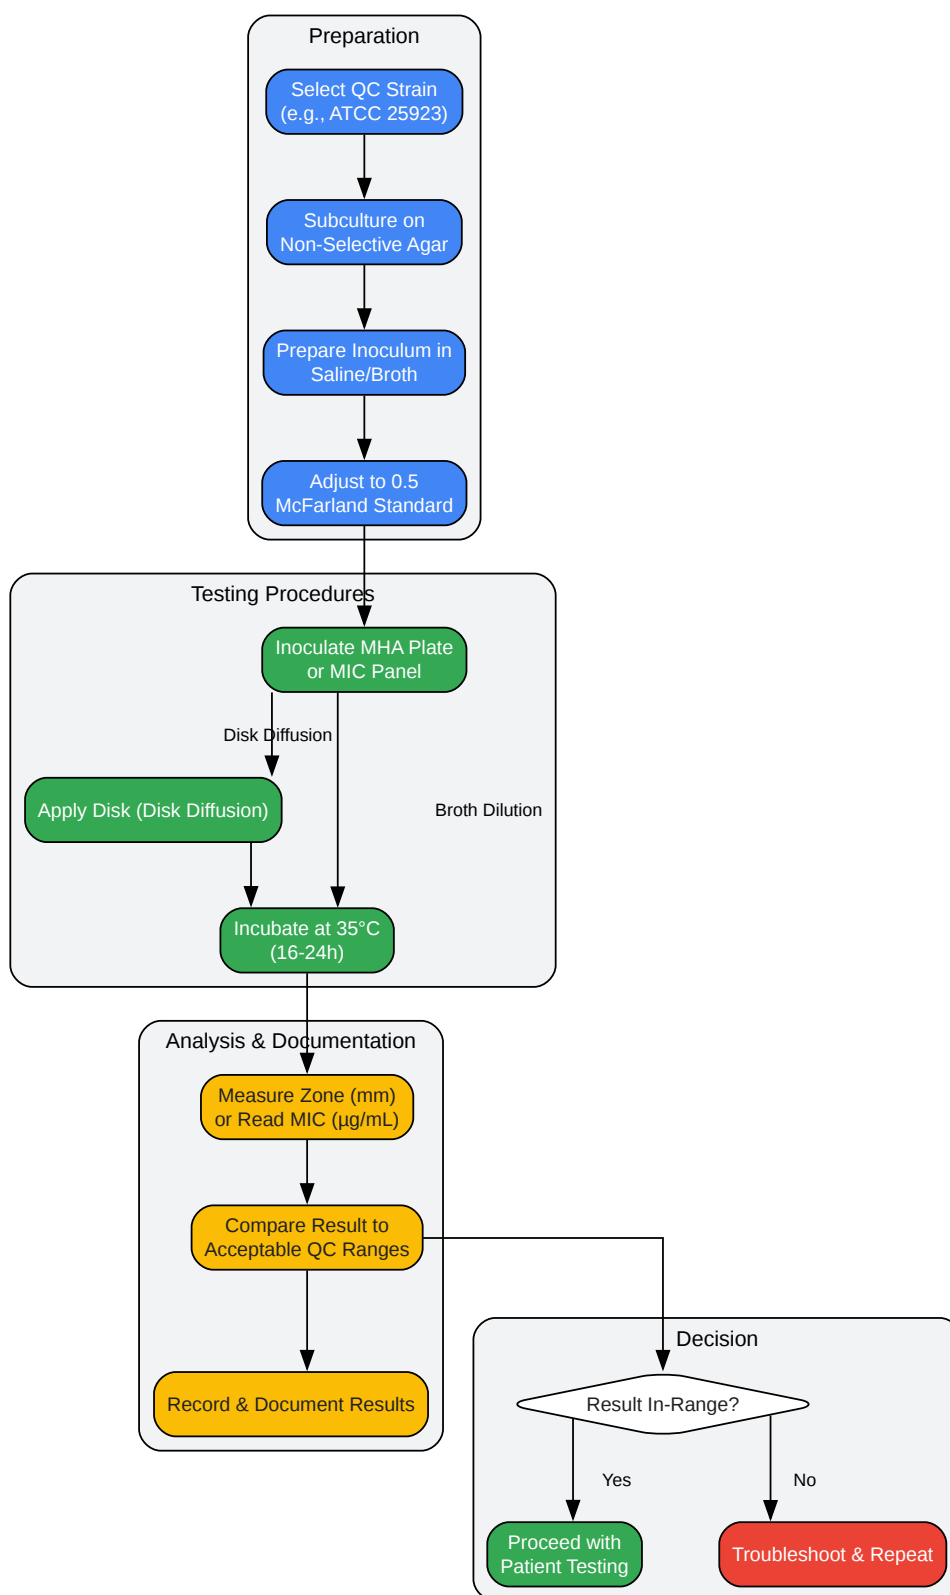 Preparation
Select QC Strain
(e.g., ATCC 25923)
Subculture on
Non-Selective Agar
Prepare Inoculum in
Saline/Broth
Adjust to 0.5
McFarland Standard
Testing Procedures
Inoculate MHA Plate
or MIC Panel
Disk Diffusion
Apply Disk (Disk Diffusion)
Broth Dilution
Incubate at 35°C
(16-24h)
Analysis & Documentation
Measure Zone (mm)
or Read MIC (µg/mL)
Compare Result to
Acceptable QC Ranges
Record & Document Results
Decision
Result In-Range?
Yes
No
Proceed with
Patient Testing
Troubleshoot & Repeat